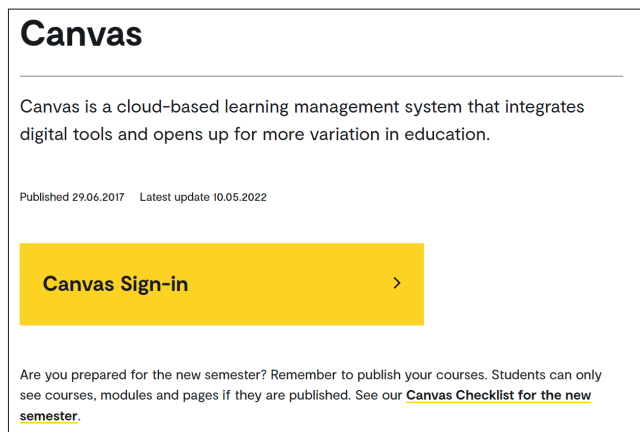 Canvas
Canvas is a cloud-based learning management system that integrates
digital tools and opens up for more variation in education.
Published 29.06.2017 Latest update 10.05.2022
Canvas Sign-in
Are you prepared for the new semester? Remember to publish your courses. Students can only
see courses, modules and pages if they are published. See our Canvas Checklist for the new
semester.